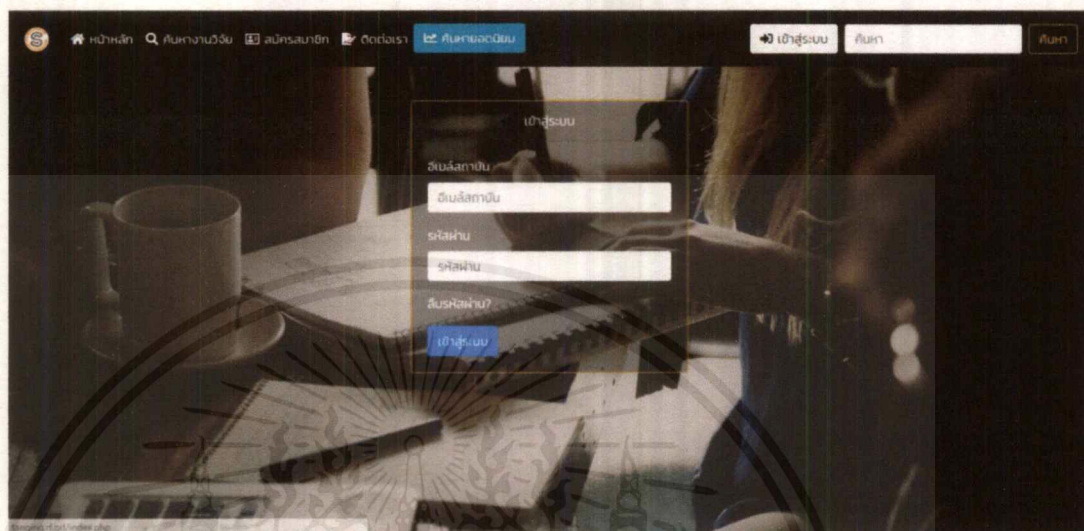 S หน้าหลัก ค้นหางานวิจัย สมัครสมาชิก ติดต่อเรา ค้นหายอดนิยม เข้าสู่ระบบ ค้นหา ค้นหา
เข้าสู่ระบบ
อีเมล์สถาบัน
อีเมล์สถาบัน
รหัสผ่าน
รหัสผ่าน
ลืมรหัสผ่าน?
เข้าสู่ระบบ